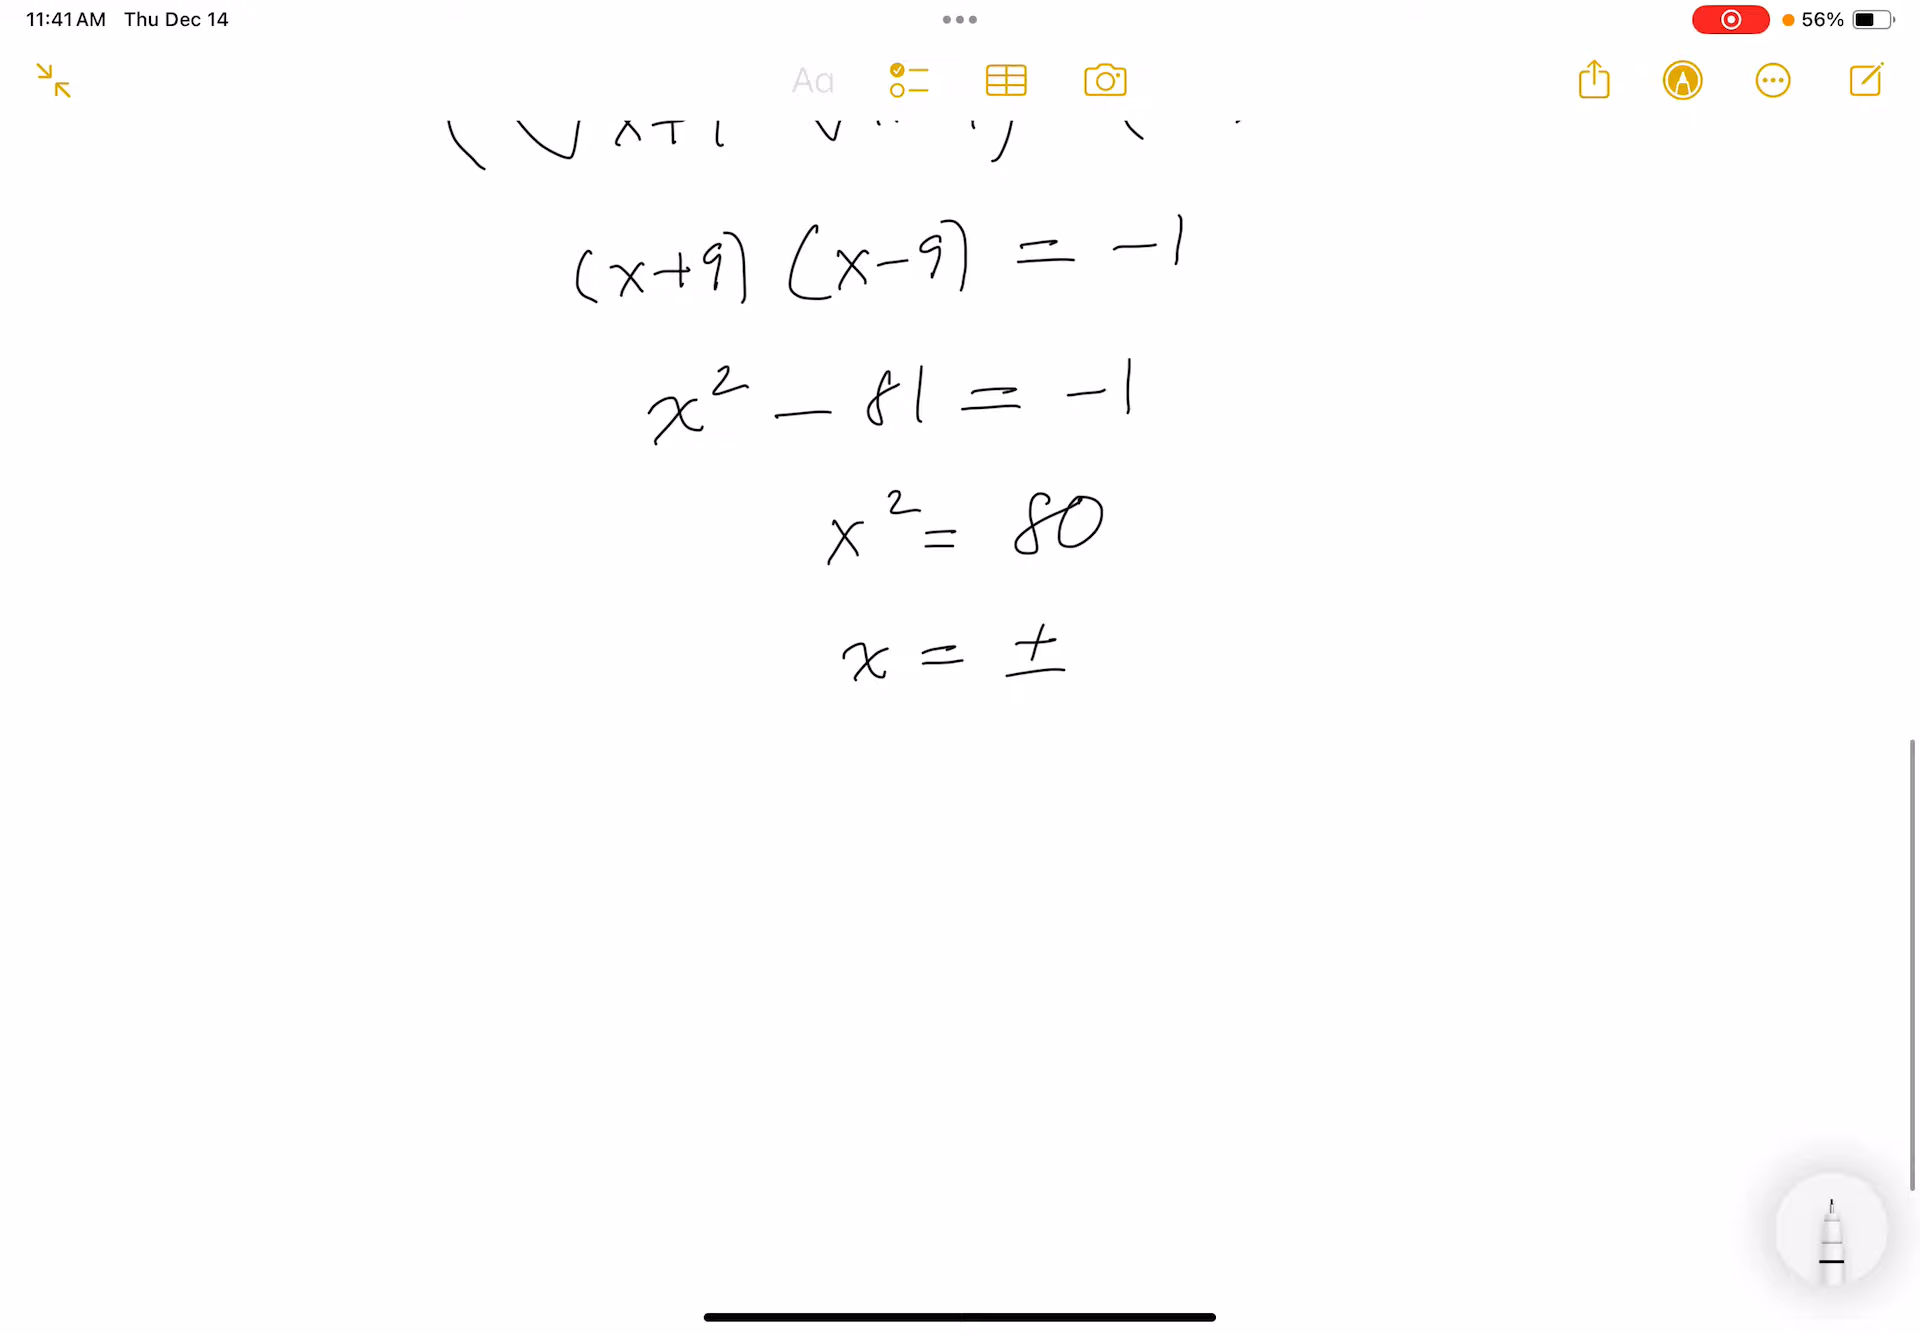 11:41 AM Thu Dec 14
56%
Aa
(x+9) (x-9) = -1
x² - 81 = -1
x² = 80
x = ±